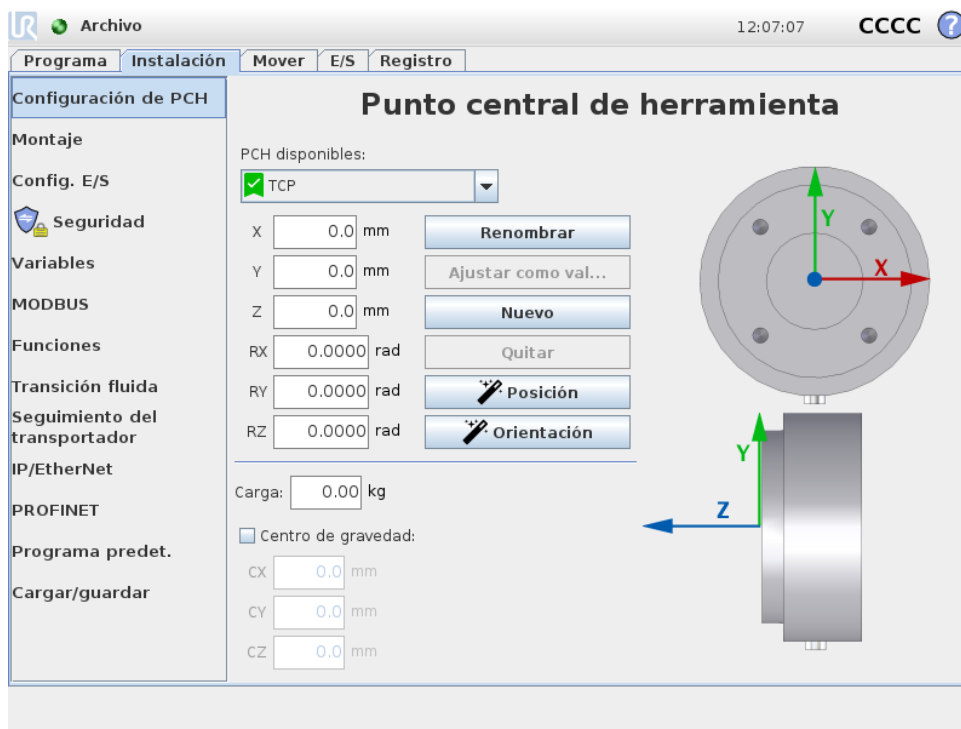 UR Archivo 12:07:07 CCCC ?
Programa Instalación Mover E/S Registro
Configuración de PCH
Montaje
Config. E/S
Seguridad
Variables
MODBUS
Funciones
Transición fluida
Seguimiento del
transportador
IP/EtherNet
PROFINET
Programa predet.
Cargar/guardar
Punto central de herramienta
PCH disponibles:
TCP
X 0.0 mm Renombrar
Y 0.0 mm Ajustar como val...
Z 0.0 mm Nuevo
RX 0.0000 rad Quitar
RY 0.0000 rad Posición
RZ 0.0000 rad Orientación
Carga: 0.00 kg
Centro de gravedad:
CX 0.0 mm
CY 0.0 mm
CZ 0.0 mm
Y
X
Y
Z